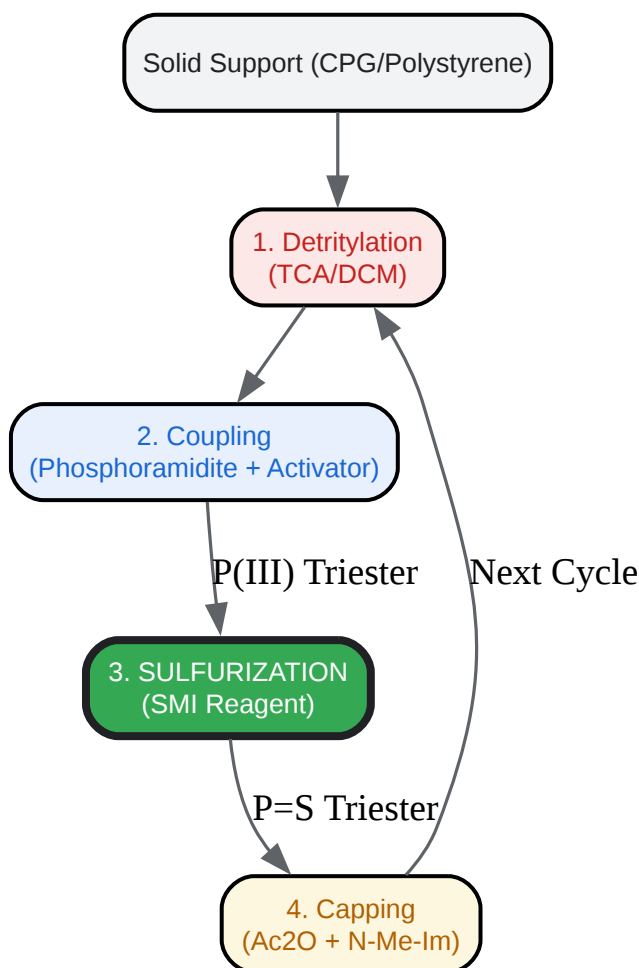 Solid Support (CPG/Polystyrene)
1. Detritylation
(TCA/DCM)
2. Coupling
(Phosphoramidite + Activator)
P(III) Triester
Next Cycle
3. SULFURIZATION
(SMI Reagent)
P=S Triester
4. Capping
(Ac2O + N-Me-Im)